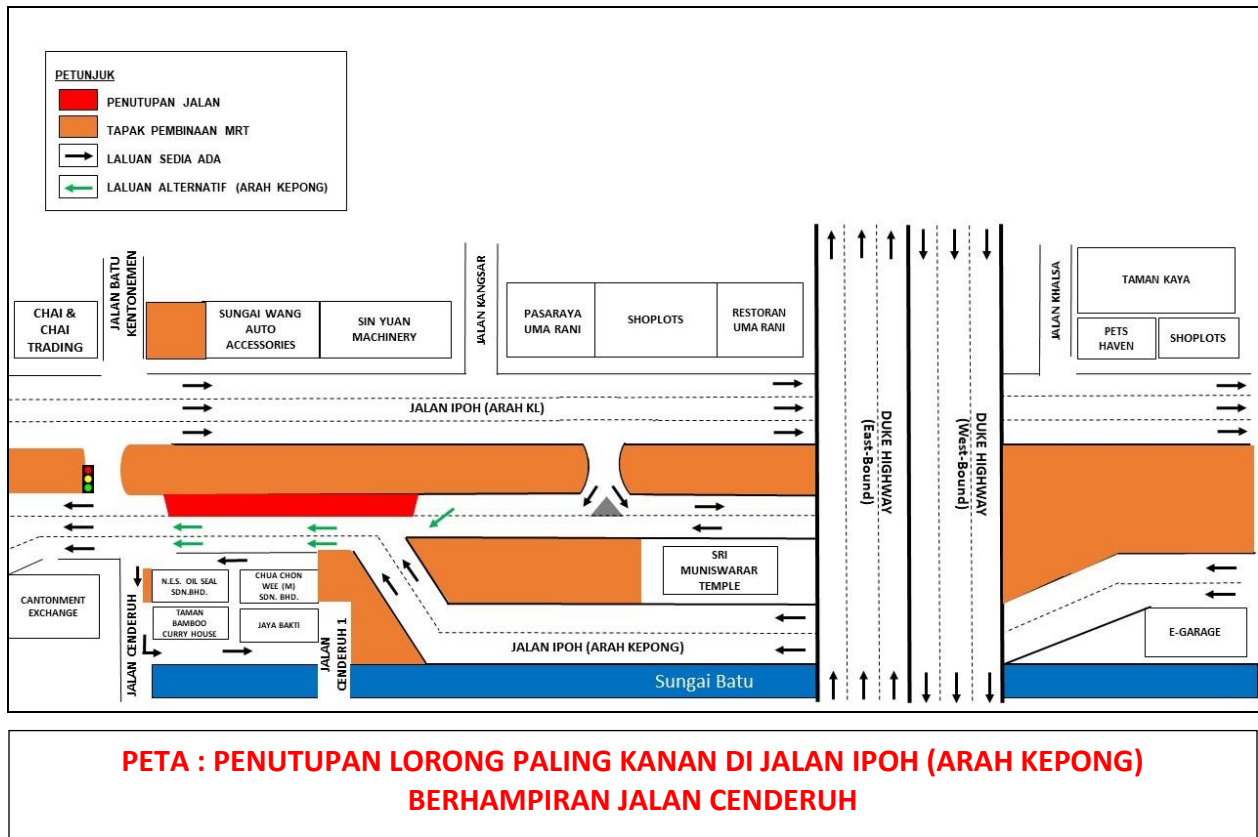 PETUNJUK
PENUTUPAN JALAN
TAPAK PEMBINAAN MRT
LALUAN SEDIA ADA
LALUAN ALTERNATIF (ARAH KEPONG)
CHAI &
CHAI
TRADING
JALAN BATU
KENTONEMEN
SUNGAI WANG
AUTO
ACCESSORIES
SIN YUAN
MACHINERY
JALAN KANGSAR
PASARAYA
UMA RANI
SHOPLOTS
RESTORAN
UMA RANI
JALAN KHALSA
TAMAN KAYA
PETS
HAVEN
SHOPLOTS
JALAN IPOH (ARAH KL)
DUKE HIGHWAY
(East-Bound)
DUKE HIGHWAY
(West-Bound)
CANTONMENT
EXCHANGE
JALAN CENDERUH
N.E.S. OIL SEAL
SDN.BHD.
CHUA CHON
WEE (M)
SDN. BHD.
TAMAN
BAMBOO
CURRY HOUSE
JAYA BAKTI
JALAN
CENDERUH 1
SRI
MUNISWARAR
TEMPLE
JALAN IPOH (ARAH KEPONG)
E-GARAGE
Sungai Batu
PETA : PENUTUPAN LORONG PALING KANAN DI JALAN IPOH (ARAH KEPONG)
BERHAMPIRAN JALAN CENDERUH